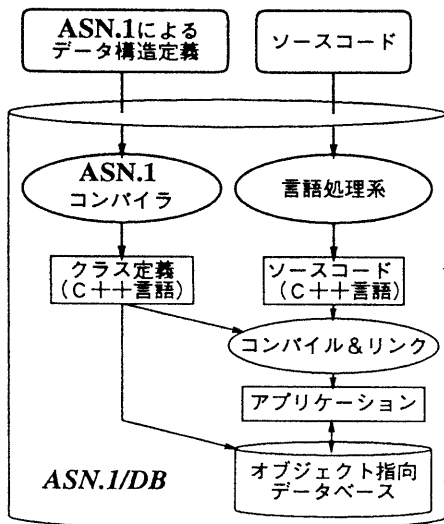 ASN.1による
データ構造定義
ソースコード
ASN.1
コンパイラ
言語処理系
クラス定義
(C++言語)
ソースコード
(C++言語)
コンパイル&リンク
アプリケーション
オブジェクト指向
データベース
ASN.1/DB